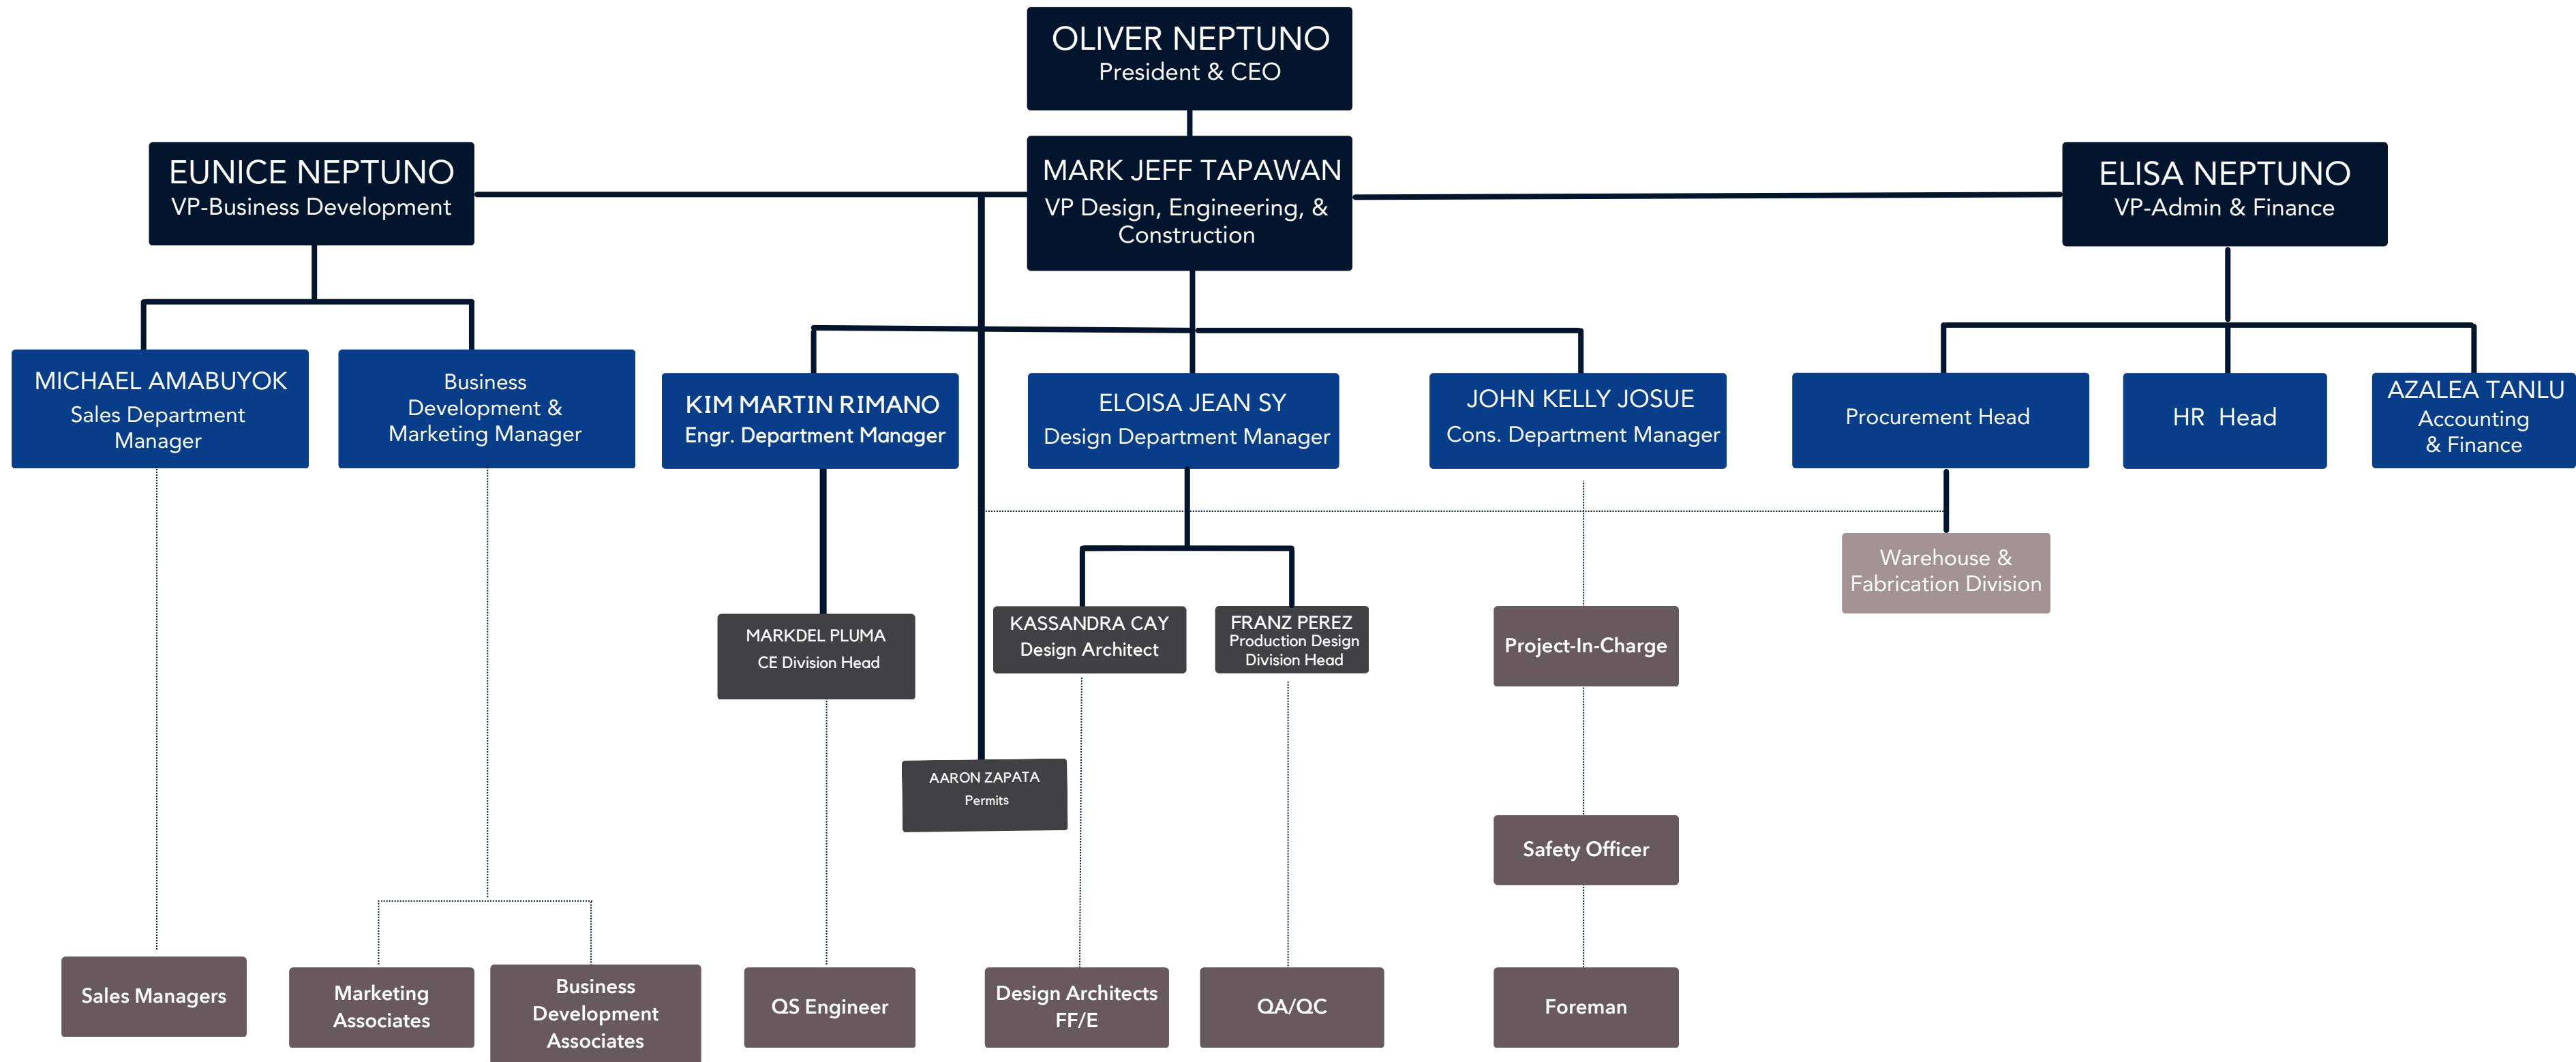 OLIVER NEPTUNO
President & CEO
EUNICE NEPTUNO
VP-Business Development
MARK JEFF TAPAWAN
VP Design, Engineering, &
Construction
ELISA NEPTUNO
VP-Admin & Finance
MICHAEL AMABUYOK
Sales Department
Manager
Business
Development &
Marketing Manager
KIM MARTIN RIMANO
Engr. Department Manager
ELOISA JEAN SY
Design Department Manager
JOHN KELLY JOSUE
Cons. Department Manager
Procurement Head
HR Head
AZALEA TANLU
Accounting
& Finance
Warehouse &
Fabrication Division
MARKDEL PLUMA
CE Division Head
KASSANDRA CAY
Design Architect
FRANZ PEREZ
Production Design
Division Head
Project-In-Charge
AARON ZAPATA
Permits
Safety Officer
Sales Managers
Marketing
Associates
Business
Development
Associates
QS Engineer
Design Architects
FF/E
QA/QC
Foreman